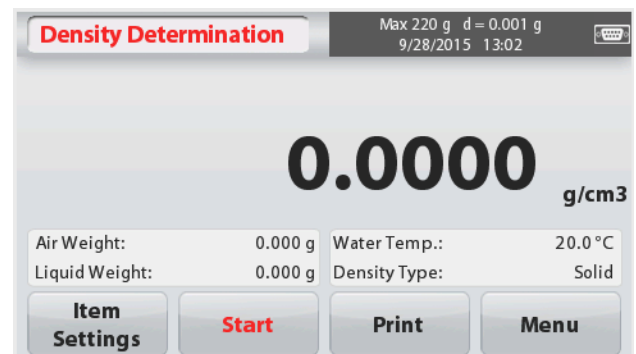 Density Determination
Max 220 g d = 0.001 g
9/28/2015 13:02
0.0000
g/cm3
Air Weight: 0.000 g Water Temp.: 20.0 °C
Liquid Weight: 0.000 g Density Type: Solid
Item
Settings
Start
Print
Menu